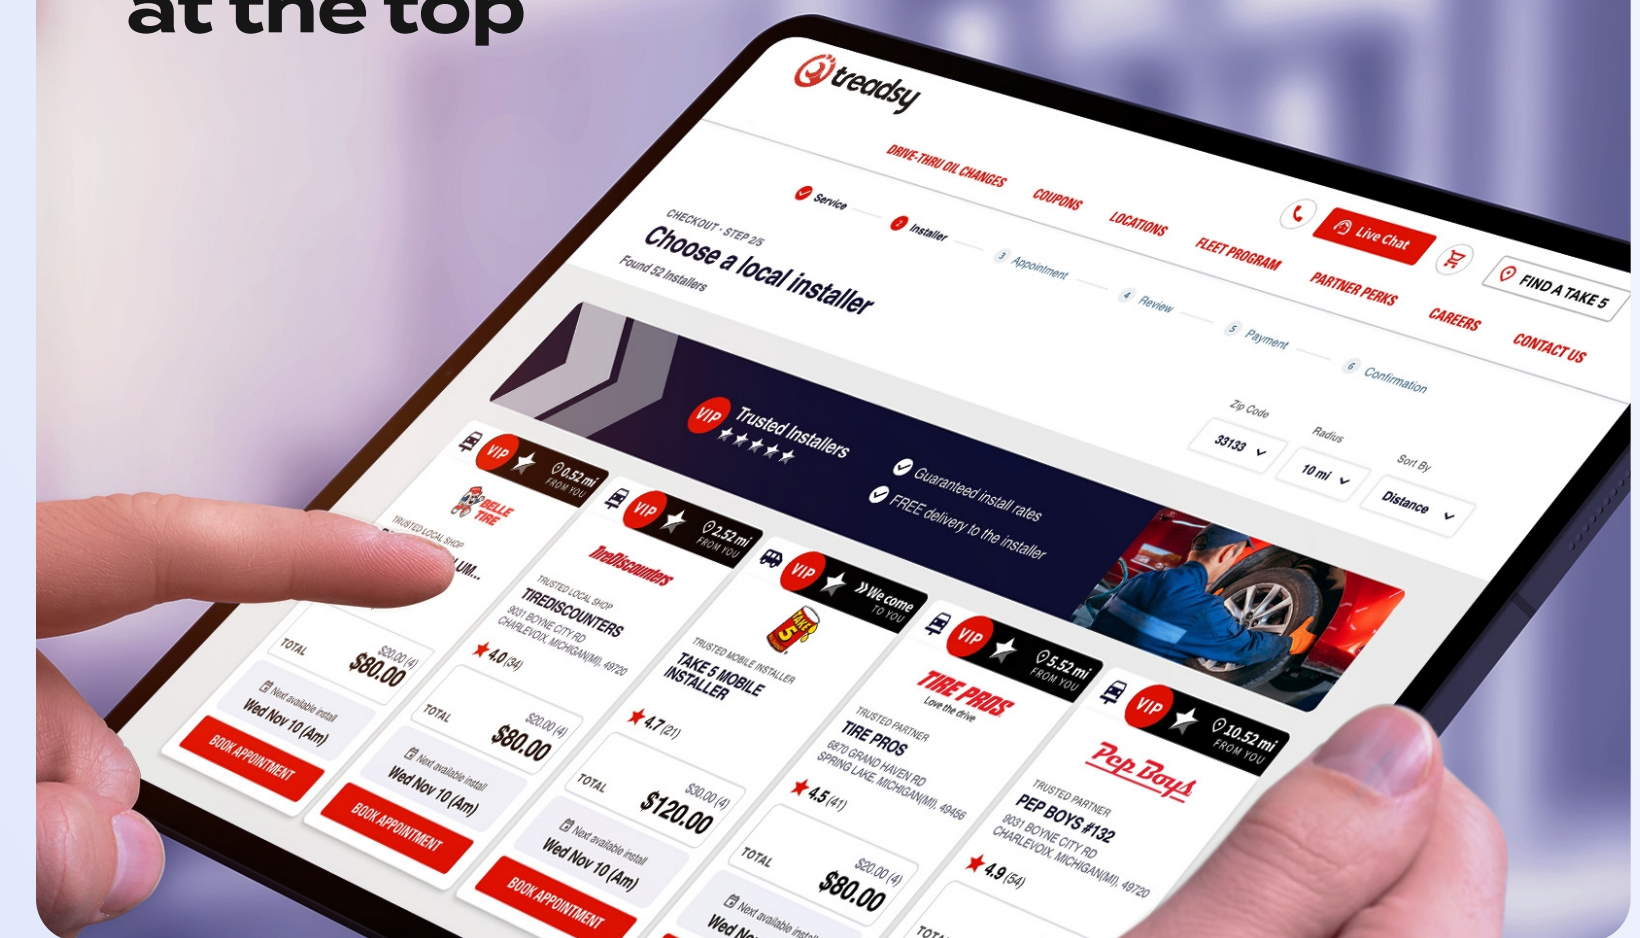 at the top
treadsy
Live Chat
FIND A TAKE 5
DRIVE-THRU OIL CHANGES
COUPONS
LOCATIONS
FLEET PROGRAM
PARTNER PERKS
CAREERS
CONTACT US
Service
2 Installer
3 Appointment
4 Review
5 Payment
6 Confirmation
CHECKOUT · STEP 2/5
Choose a local installer
Found 52 Installers
Zip Code
33133
Radius
10 mi
Sort By
Distance
VIP
Trusted Installers
Guaranteed install rates
FREE delivery to the installer
VIP
0.52 mi
FROM YOU
BELLE
TIRE
TRUSTED LOCAL SHOP
TOTAL
$20.00 (4)
$80.00
Next available install
Wed Nov 10 (Am)
BOOK APPOINTMENT
VIP
2.52 mi
FROM YOU
TireDiscounters
TRUSTED LOCAL SHOP
TIREDISCOUNTERS
9031 BOYNE CITY RD
CHARLEVOIX, MICHIGAN(MI), 49720
4.0 (34)
TOTAL
$20.00 (4)
$80.00
Next available install
Wed Nov 10 (Am)
BOOK APPOINTMENT
VIP
We come
TO YOU
TAKE
5
TRUSTED MOBILE INSTALLER
TAKE 5 MOBILE
INSTALLER
4.7 (21)
TOTAL
$30.00 (4)
$120.00
Next available install
Wed Nov 10 (Am)
BOOK APPOINTMENT
VIP
5.52 mi
FROM YOU
TIRE PROS
Love the drive
TRUSTED PARTNER
TIRE PROS
6870 GRAND HAVEN RD
SPRING LAKE, MICHIGAN(MI), 49456
4.5 (41)
TOTAL
$20.00 (4)
$80.00
Next available install
VIP
10.52 mi
FROM YOU
Pep Boys
TRUSTED PARTNER
PEP BOYS #132
9031 BOYNE CITY RD
CHARLEVOIX, MICHIGAN(MI), 49720
4.9 (54)